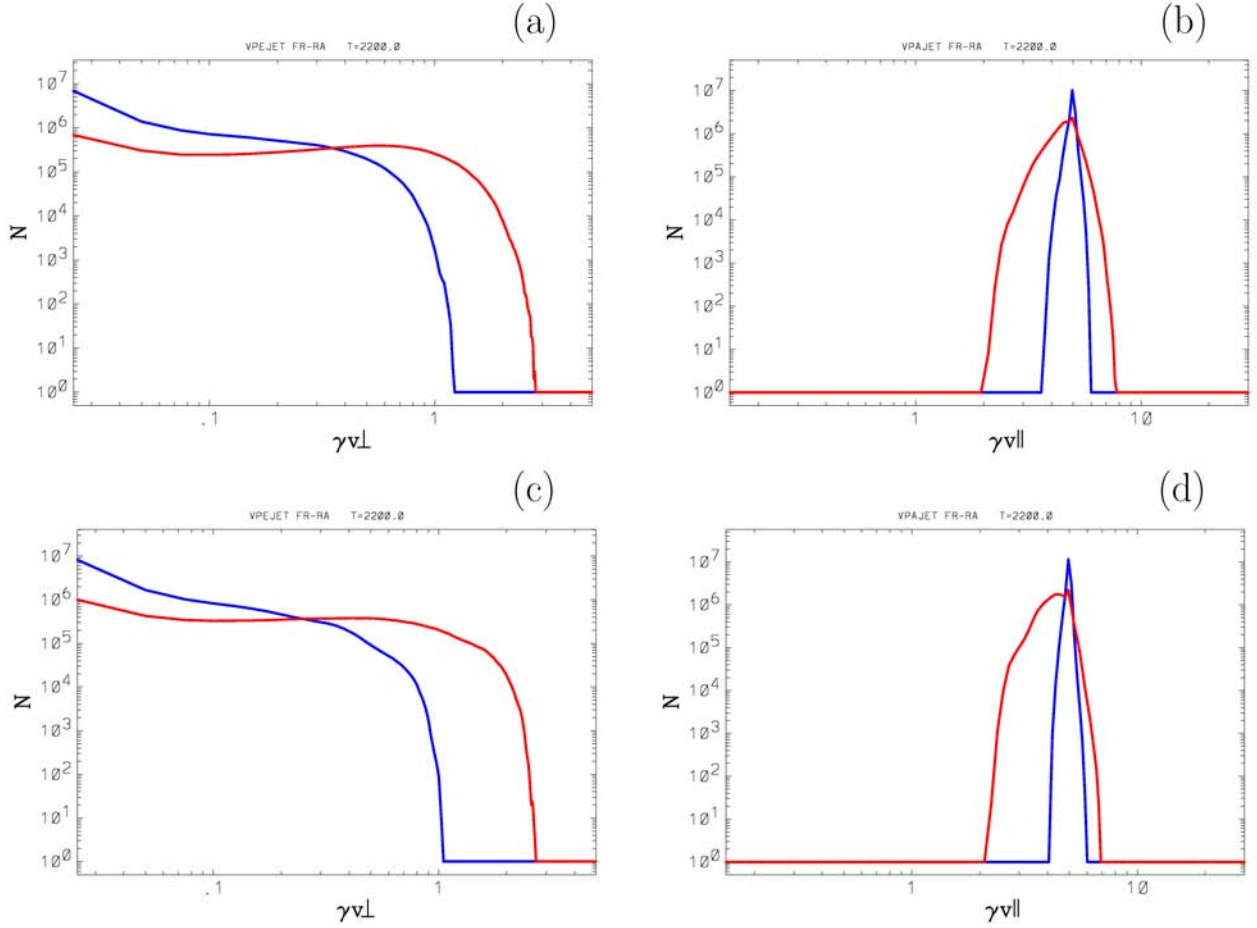 (a)
VPEJET FR-RA T=2200.0
10⁷
10⁶
10⁵
10⁴
10³
10²
10¹
10⁰
N
.1 1
γv⊥
(b)
VPAJET FR-RA T=2200.0
10⁷
10⁶
10⁵
10⁴
10³
10²
10¹
10⁰
N
1 10
γv∥
(c)
VPEJET FR-RA T=2200.0
10⁷
10⁶
10⁵
10⁴
10³
10²
10¹
10⁰
N
.1 1
γv⊥
(d)
VPAJET FR-RA T=2200.0
10⁷
10⁶
10⁵
10⁴
10³
10²
10¹
10⁰
N
1 10
γv∥